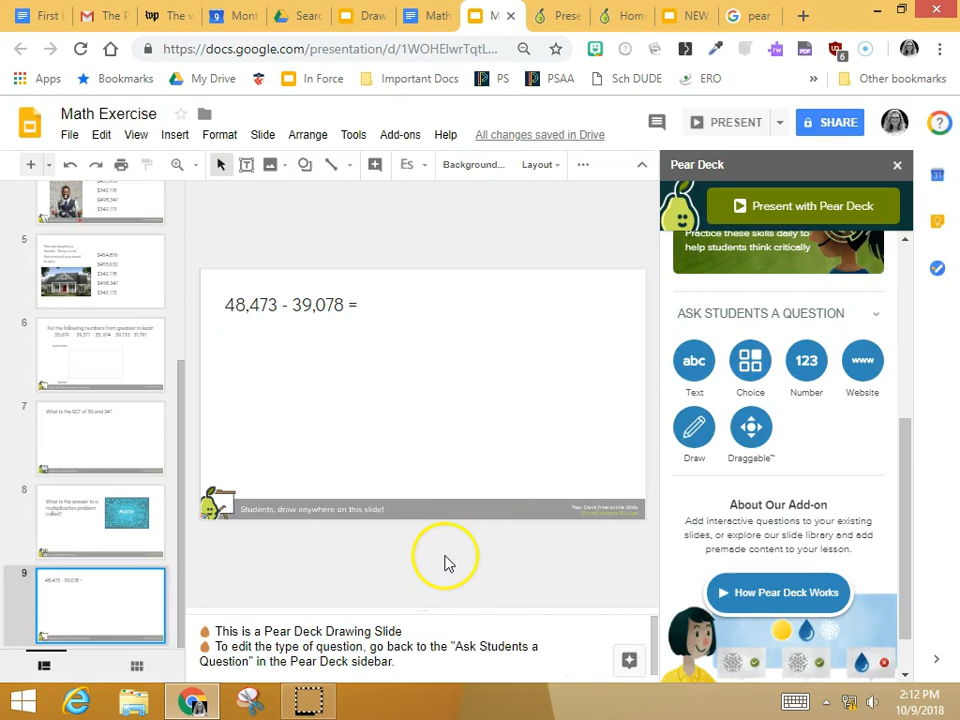 First
The P
The v
Mont
Searc
Draw
Math
M
Prese
Home
NEW
pear
https://docs.google.com/presentation/d/1WOHElwrTqtL...
6
Apps
Bookmarks
My Drive
In Force
Important Docs
PS
PSAA
Sch DUDE
ERO
»
Other bookmarks
Math Exercise
File Edit View Insert Format Slide Arrange Tools Add-ons Help
All changes saved in Drive
PRESENT
SHARE
Es
Background...
Layout
Pear Deck
Present with Pear Deck
Practice these skills daily to
help students think critically
ASK STUDENTS A QUESTION
abc
123
www
Text
Choice
Number
Website
Draw
Draggable™
About Our Add-on
Add interactive questions to your existing
slides, or explore our slide library and add
premade content to your lesson.
How Pear Deck Works
5
6
Put the following numbers from greatest to least:
7
What is the GCF of 30 and 24?
8
What is the answer to a
multiplication problem
called?
MATH
9
48,473 - 39,078 =
48,473 - 39,078 =
Students, draw anywhere on this slide!
Pear Deck Interactive Slide
This is a Pear Deck Drawing Slide
To edit the type of question, go back to the "Ask Students a
Question" in the Pear Deck sidebar.
2:12 PM
10/9/2018